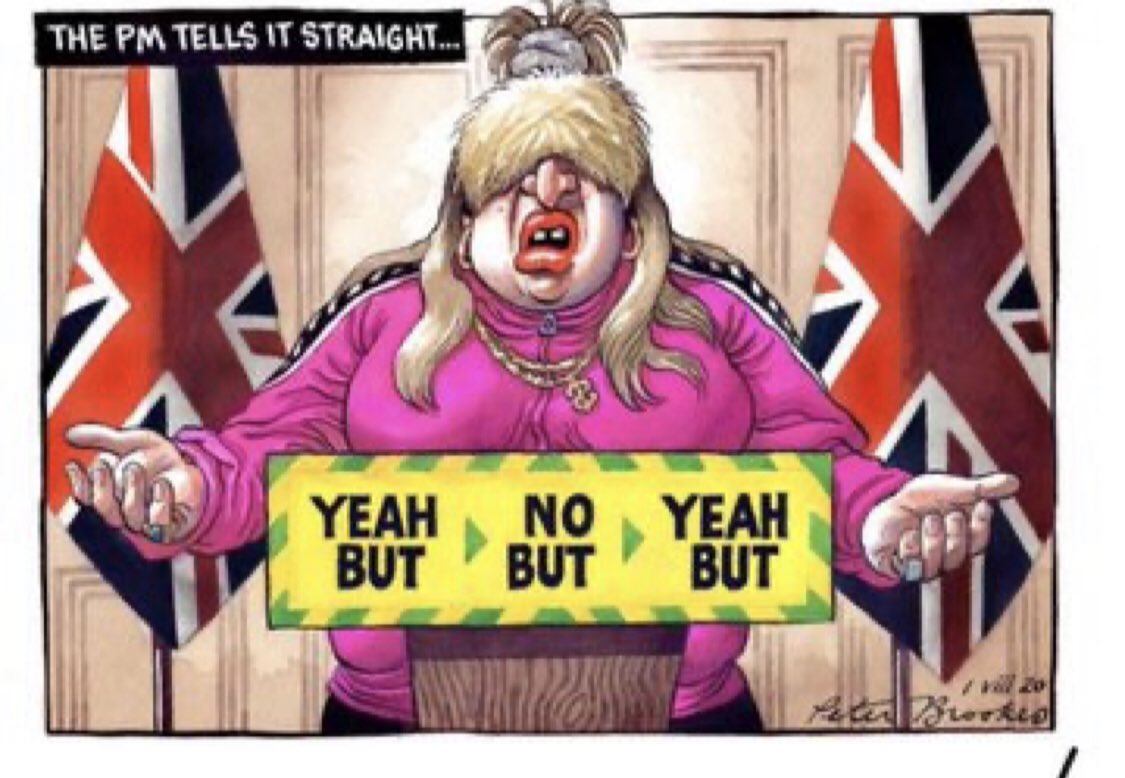 THE PM TELLS IT STRAIGHT...
YEAH NO YEAH
BUT BUT BUT
1 VIII 20
Peter Brookes